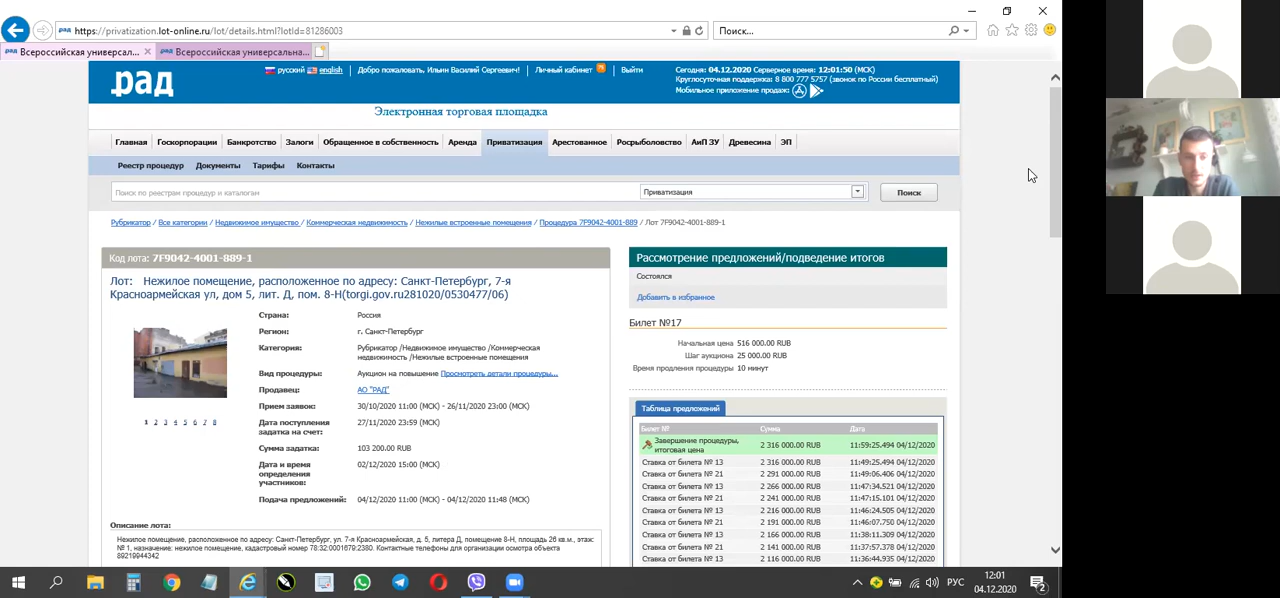 https://privatization.lot-online.ru/lot/details.html?lotId=81286003
Поиск...
Всероссийская универсал...
Всероссийская универсальна...
рад
русский english Добро пожаловать, Ильин Василий Сергеевич! Личный кабинет Выйти
Сегодня: 04.12.2020 Серверное время: 12:01:50 (МСК)
Круглосуточная поддержка: 8 800 777 5757 (звонок по России бесплатный)
Мобильное приложение продаж:
Электронная торговая площадка
Главная Госкорпорации Банкротство Залоги Обращенное в собственность Аренда Приватизация Арестованное Росрыболовство АиП ЗУ Древесина ЭП
Реестр процедур Документы Тарифы Контакты
Поиск по реестрам процедур и каталогам
Приватизация
Поиск
Рубрикатор / Все категории / Недвижимое имущество / Коммерческая недвижимость / Нежилые встроенные помещения / Процедура 7F9042-4001-889 / Лот 7F9042-4001-889-1
Код лота: 7F9042-4001-889-1
Лот: Нежилое помещение, расположенное по адресу: Санкт-Петербург, 7-я
Красноармейская ул, дом 5, лит. Д, пом. 8-Н(torgi.gov.ru281020/0530477/06)
1 2 3 4 5 6 7 8
Страна: Россия
Регион: г. Санкт-Петербург
Категория: Рубрикатор /Недвижимое имущество /Коммерческая
недвижимость /Нежилые встроенные помещения
Вид процедуры: Аукцион на повышение Просмотреть детали процедуры...
Продавец: АО "РАД"
Прием заявок: 30/10/2020 11:00 (МСК) - 26/11/2020 23:00 (МСК)
Дата поступления
задатка на счет: 27/11/2020 23:59 (МСК)
Сумма задатка: 103 200.00 RUB
Дата и время
определения
участников: 02/12/2020 15:00 (МСК)
Подача предложений: 04/12/2020 11:00 (МСК) - 04/12/2020 11:48 (МСК)
Описание лота:
Нежилое помещение, расположенное по адресу: Санкт-Петербург, ул. 7-я Красноармейская, д. 5, литера Д, помещение 8-Н, площадь 26 кв.м., этаж:
№ 1, назначение: нежилое помещение, кадастровый номер 78:32:0001679:2380. Контактные телефоны для организации осмотра объекта
89219944342
Рассмотрение предложений/подведение итогов
Состоялся
Добавить в избранное
Билет №17
Начальная цена 516 000.00 RUB
Шаг аукциона 25 000.00 RUB
Время продления процедуры 10 минут
Таблица предложений
Билет № Сумма Дата
Завершение процедуры,
итоговая цена 2 316 000.00 RUB 11:59:25.494 04/12/2020
Ставка от билета № 13 2 316 000.00 RUB 11:49:25.494 04/12/2020
Ставка от билета № 21 2 291 000.00 RUB 11:49:06.406 04/12/2020
Ставка от билета № 13 2 266 000.00 RUB 11:47:34.521 04/12/2020
Ставка от билета № 21 2 241 000.00 RUB 11:47:15.101 04/12/2020
Ставка от билета № 13 2 216 000.00 RUB 11:46:24.505 04/12/2020
Ставка от билета № 21 2 191 000.00 RUB 11:46:07.750 04/12/2020
Ставка от билета № 13 2 166 000.00 RUB 11:38:11.309 04/12/2020
Ставка от билета № 21 2 141 000.00 RUB 11:37:57.378 04/12/2020
Ставка от билета № 13 2 116 000.00 RUB 11:36:44.935 04/12/2020
РУС
12:01
04.12.2020
2